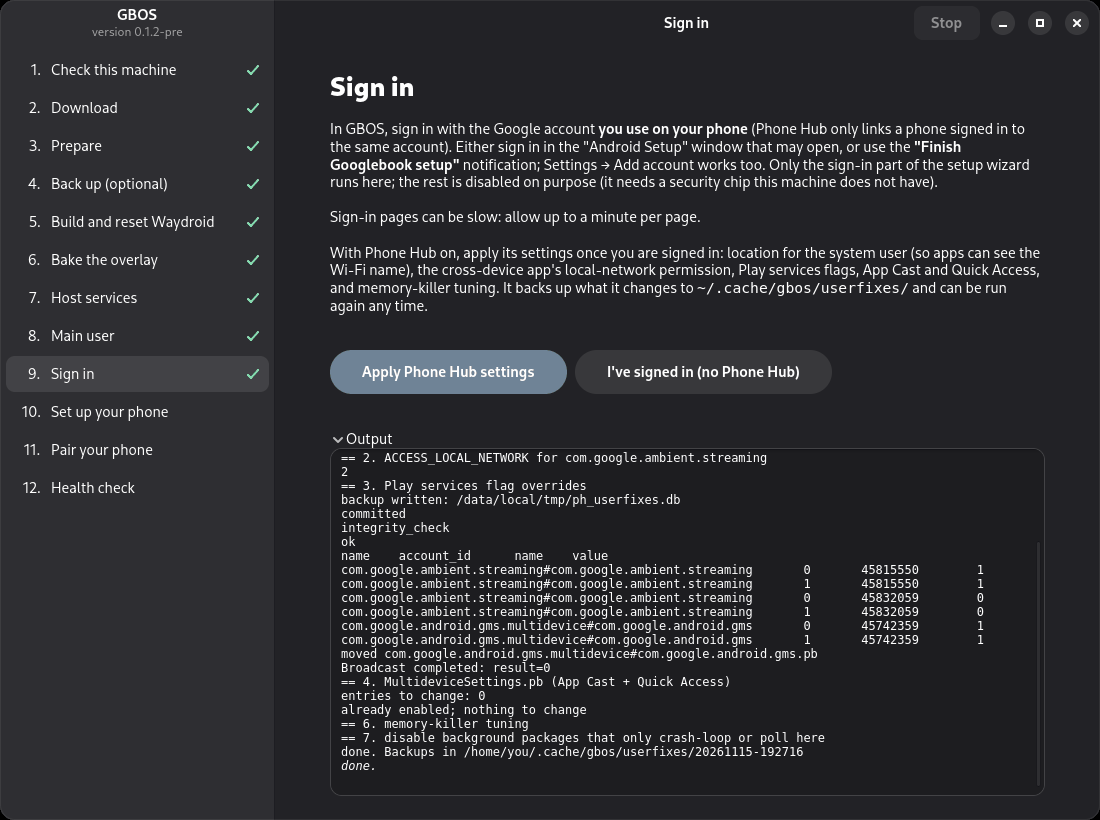 GBOS
version 0.1.2-pre
Sign in
Stop
1. Check this machine
2. Download
3. Prepare
4. Back up (optional)
5. Build and reset Waydroid
6. Bake the overlay
7. Host services
8. Main user
9. Sign in
10. Set up your phone
11. Pair your phone
12. Health check
Sign in
In GBOS, sign in with the Google account you use on your phone (Phone Hub only links a phone signed in to
the same account). Either sign in in the "Android Setup" window that may open, or use the "Finish
Googlebook setup" notification; Settings → Add account works too. Only the sign-in part of the setup wizard
runs here; the rest is disabled on purpose (it needs a security chip this machine does not have).
Sign-in pages can be slow: allow up to a minute per page.
With Phone Hub on, apply its settings once you are signed in: location for the system user (so apps can see the
Wi-Fi name), the cross-device app's local-network permission, Play services flags, App Cast and Quick Access,
and memory-killer tuning. It backs up what it changes to ~/.cache/gbos/userfixes/ and can be run
again any time.
Apply Phone Hub settings
I've signed in (no Phone Hub)
Output
== 2. ACCESS_LOCAL_NETWORK for com.google.ambient.streaming
2
== 3. Play services flag overrides
backup written: /data/local/tmp/ph_userfixes.db
committed
integrity_check
ok
name account_id name value
com.google.ambient.streaming#com.google.ambient.streaming 0 45815550 1
com.google.ambient.streaming#com.google.ambient.streaming 1 45815550 1
com.google.ambient.streaming#com.google.ambient.streaming 0 45832059 0
com.google.ambient.streaming#com.google.ambient.streaming 1 45832059 0
com.google.android.gms.multidevice#com.google.android.gms 0 45742359 1
com.google.android.gms.multidevice#com.google.android.gms 1 45742359 1
moved com.google.android.gms.multidevice#com.google.android.gms.pb
Broadcast completed: result=0
== 4. MultideviceSettings.pb (App Cast + Quick Access)
entries to change: 0
already enabled; nothing to change
== 6. memory-killer tuning
== 7. disable background packages that only crash-loop or poll here
done. Backups in /home/you/.cache/gbos/userfixes/20261115-192716
done.